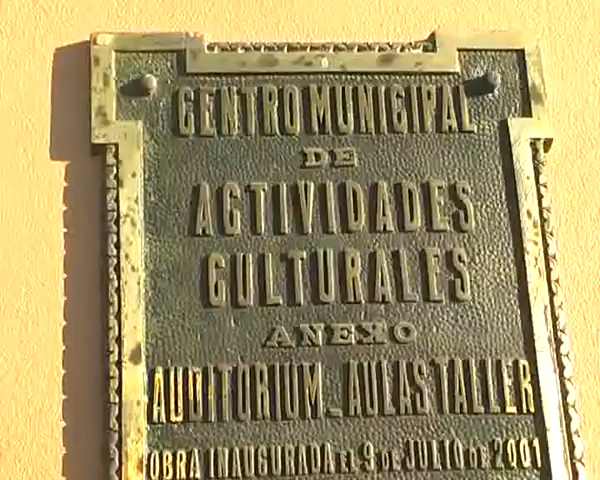 CENTRO MUNICIPAL
DE
ACTIVIDADES
CULTURALES
ANEXO
AUDITORIUM_AULAS TALLER
OBRA INAUGURADA EL 9 DE JULIO DE 2001